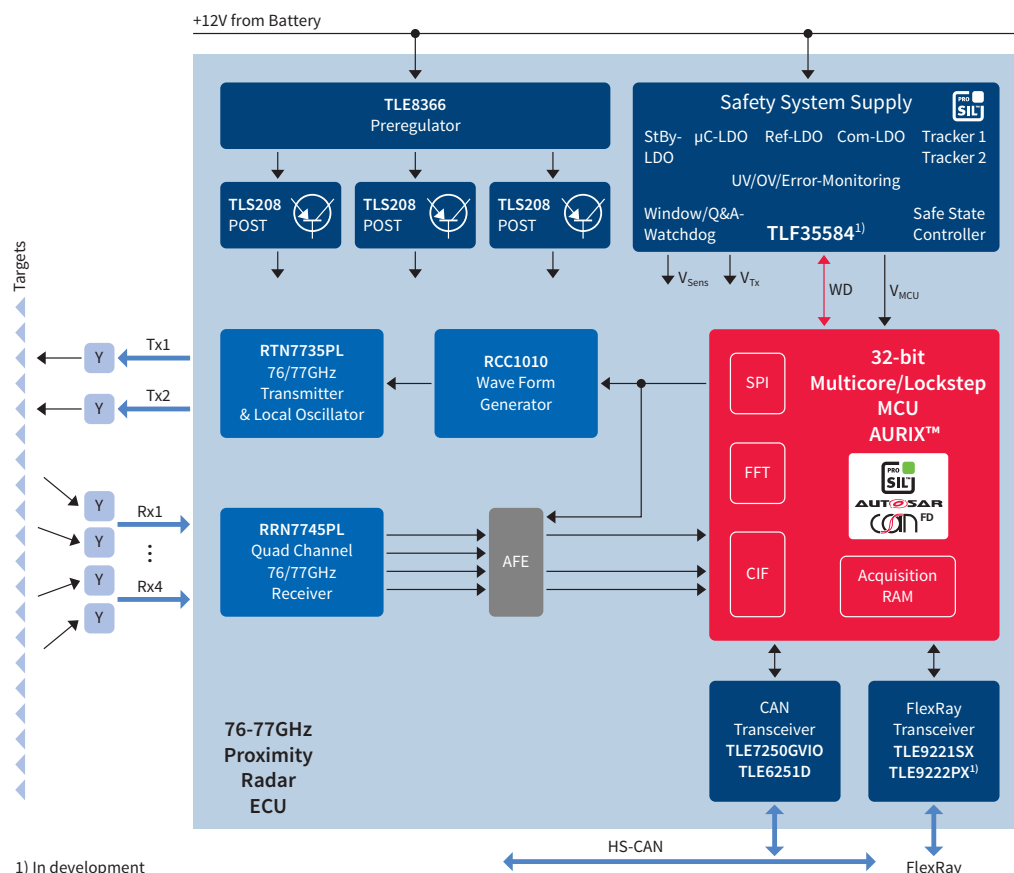 +12V from Battery
TLE8366
Preregulator
Safety System Supply
PRO
SIL
StBy-
LDO
µC-LDO
Ref-LDO
Com-LDO
Tracker 1
Tracker 2
UV/OV/Error-Monitoring
Window/Q&A-
Watchdog
TLF35584¹⁾
Safe State
Controller
TLS208
POST
TLS208
POST
TLS208
POST
V_Sens
V_Tx
WD
V_MCU
Targets
Y
Tx1
Y
Tx2
RTN7735PL
76/77GHz
Transmitter
& Local Oscillator
RCC1010
Wave Form
Generator
SPI
FFT
CIF
32-bit
Multicore/Lockstep
MCU
AURIX™
PRO
SIL
AUTOSAR
CAN FD
Acquisition
RAM
Y
Rx1
Y
⋮
Y
Rx4
Y
RRN7745PL
Quad Channel
76/77GHz
Receiver
AFE
76-77GHz
Proximity
Radar
ECU
CAN
Transceiver
TLE7250GVIO
TLE6251D
FlexRay
Transceiver
TLE9221SX
TLE9222PX¹⁾
HS-CAN
FlexRay
1) In development